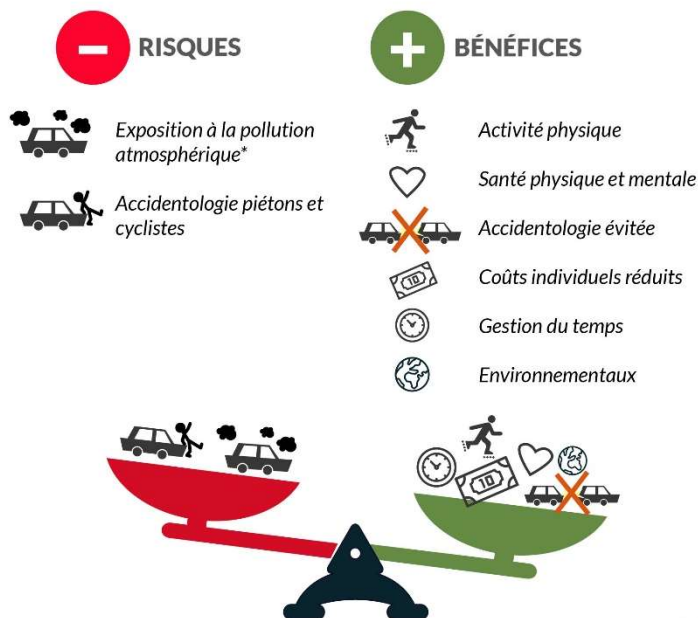 RISQUES
Exposition à la pollution
atmosphérique*
Accidentologie piétons et
cyclistes
BÉNÉFICES
Activité physique
Santé physique et mentale
Accidentologie évitée
10
Coûts individuels réduits
Gestion du temps
Environnementaux
10